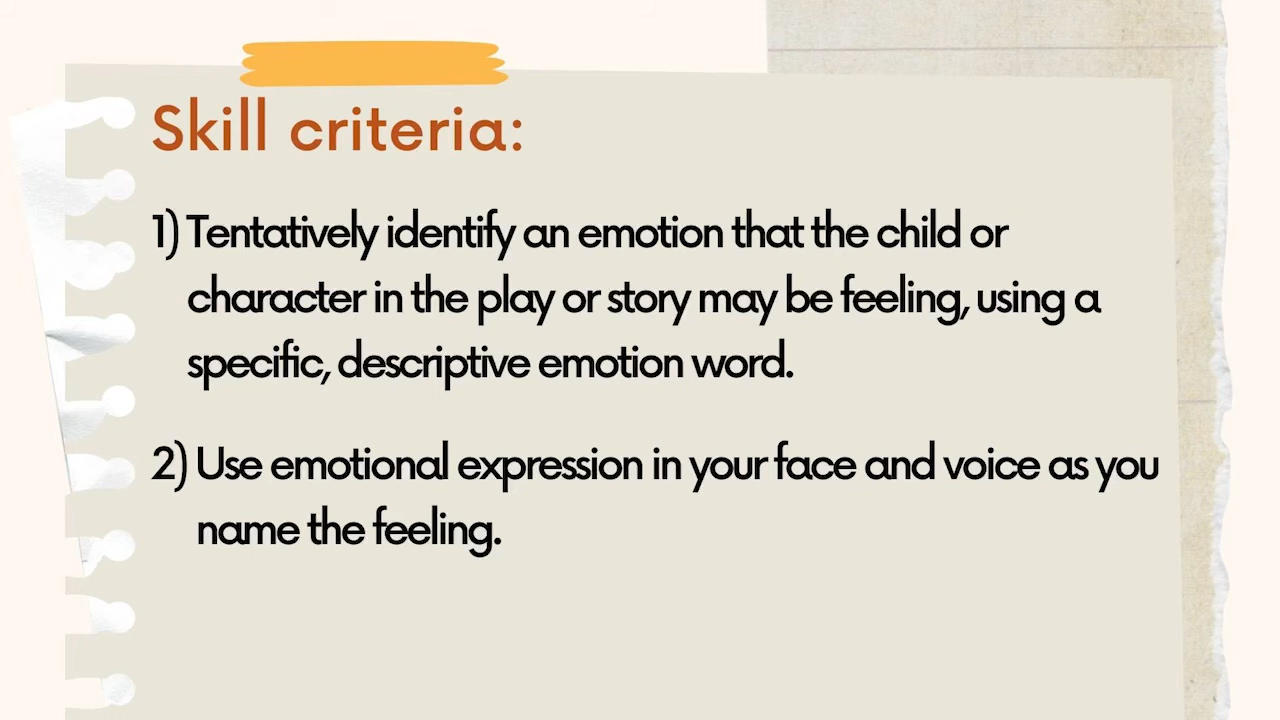 Skill criteria:
1) Tentatively identify an emotion that the child or
character in the play or story may be feeling, using a
specific, descriptive emotion word.
2) Use emotional expression in your face and voice as you
name the feeling.